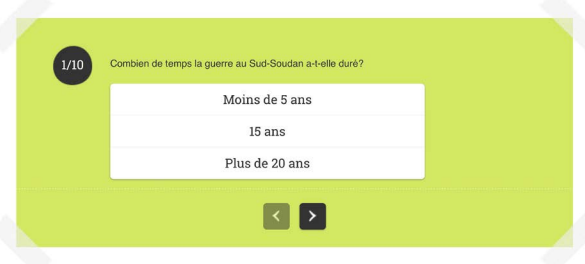 1/10
Combien de temps la guerre au Sud-Soudan a-t-elle duré?
Moins de 5 ans
15 ans
Plus de 20 ans